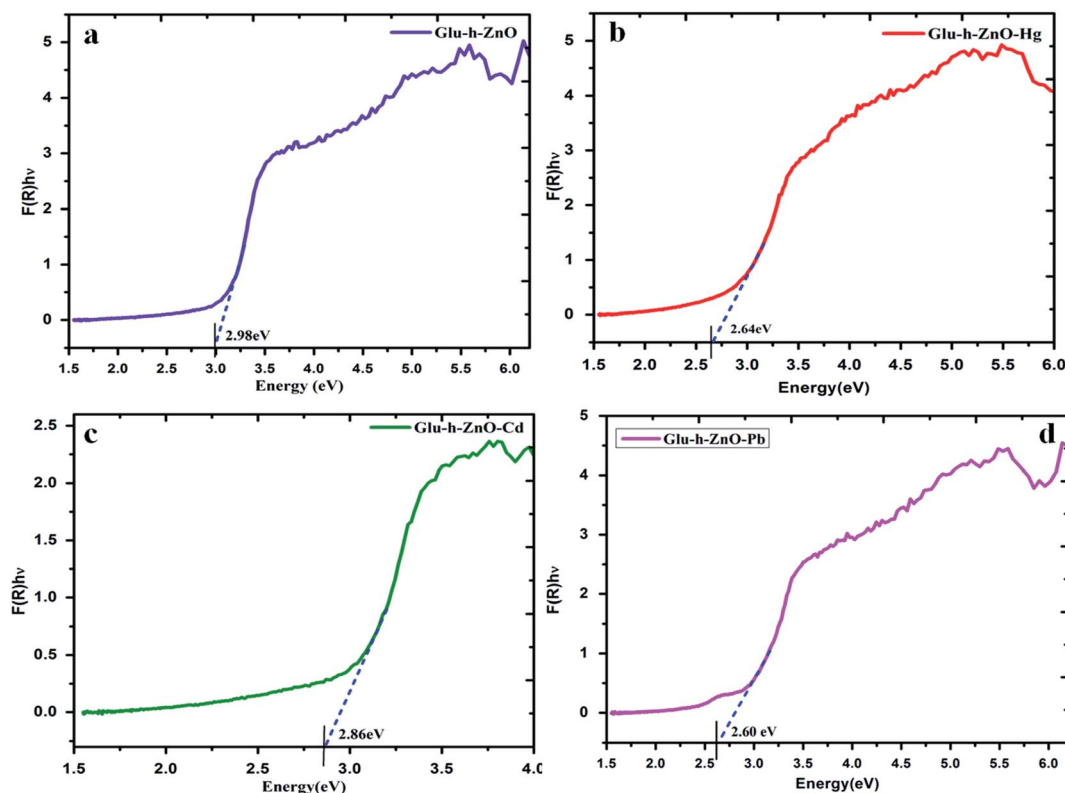 a
Glu-h-ZnO
F(R)hν
5
4
3
2
1
0
2.98eV
1.5 2.0 2.5 3.0 3.5 4.0 4.5 5.0 5.5 6.0
Energy (eV)
b
Glu-h-ZnO-Hg
F(R)hν
5
4
3
2
1
0
2.64eV
1.5 2.0 2.5 3.0 3.5 4.0 4.5 5.0 5.5 6.0
Energy(eV)
c
Glu-h-ZnO-Cd
F(R)hν
2.5
2.0
1.5
1.0
0.5
0.0
2.86eV
1.5 2.0 2.5 3.0 3.5 4.0
Energy(eV)
d
Glu-h-ZnO-Pb
F(R)hν
5
4
3
2
1
0
2.60 eV
1.5 2.0 2.5 3.0 3.5 4.0 4.5 5.0 5.5 6.0
Energy(eV)